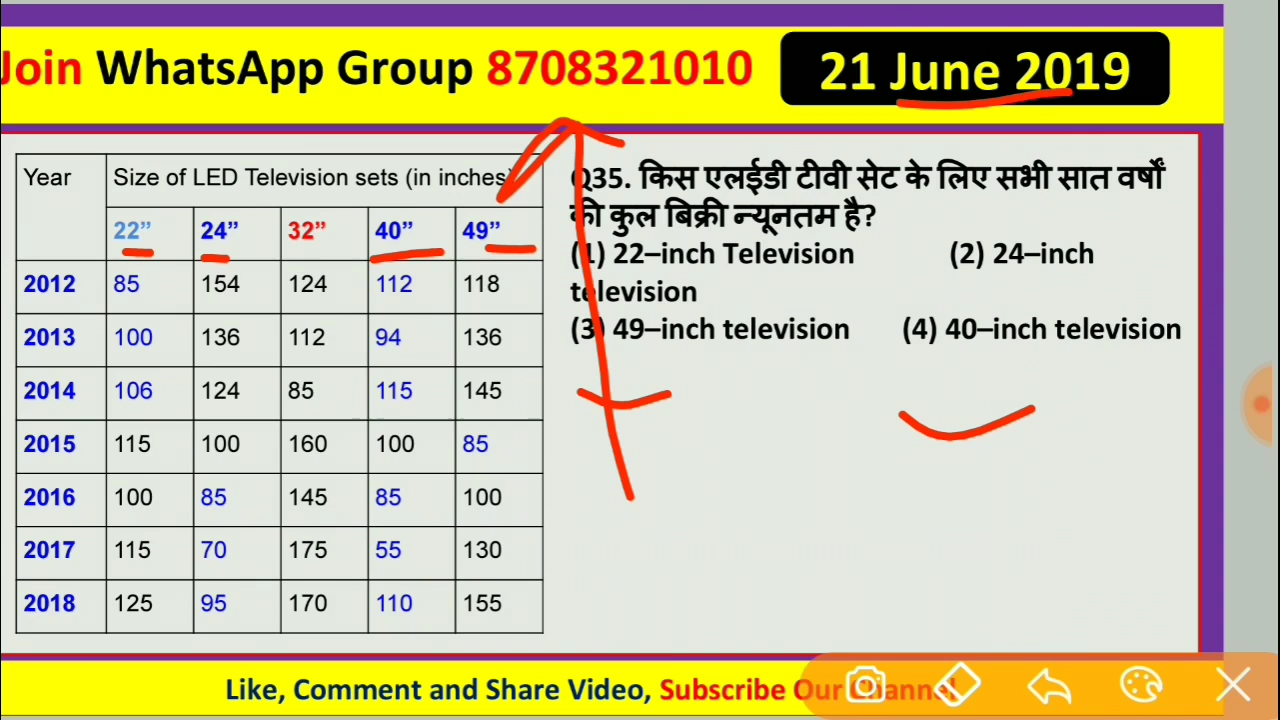 Join WhatsApp Group 8708321010
21 June 2019
Year Size of LED Television sets (in inches)
22” 24” 32” 40” 49”
2012 85 154 124 112 118
2013 100 136 112 94 136
2014 106 124 85 115 145
2015 115 100 160 100 85
2016 100 85 145 85 100
2017 115 70 175 55 130
2018 125 95 170 110 155
Q35. किस एलईडी टीवी सेट के लिए सभी सात वर्षों
की कुल बिक्री न्यूनतम है?
(1) 22–inch Television (2) 24–inch
television
(3) 49–inch television (4) 40–inch television
Like, Comment and Share Video, Subscribe Our Channel